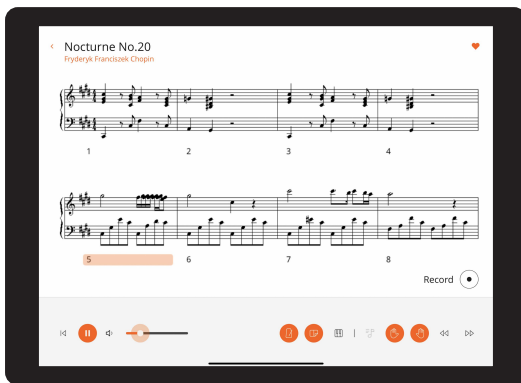 Nocturne No.20
Fryderyk Franciszek Chopin
1 2 3 4
5 6 7 8
Record